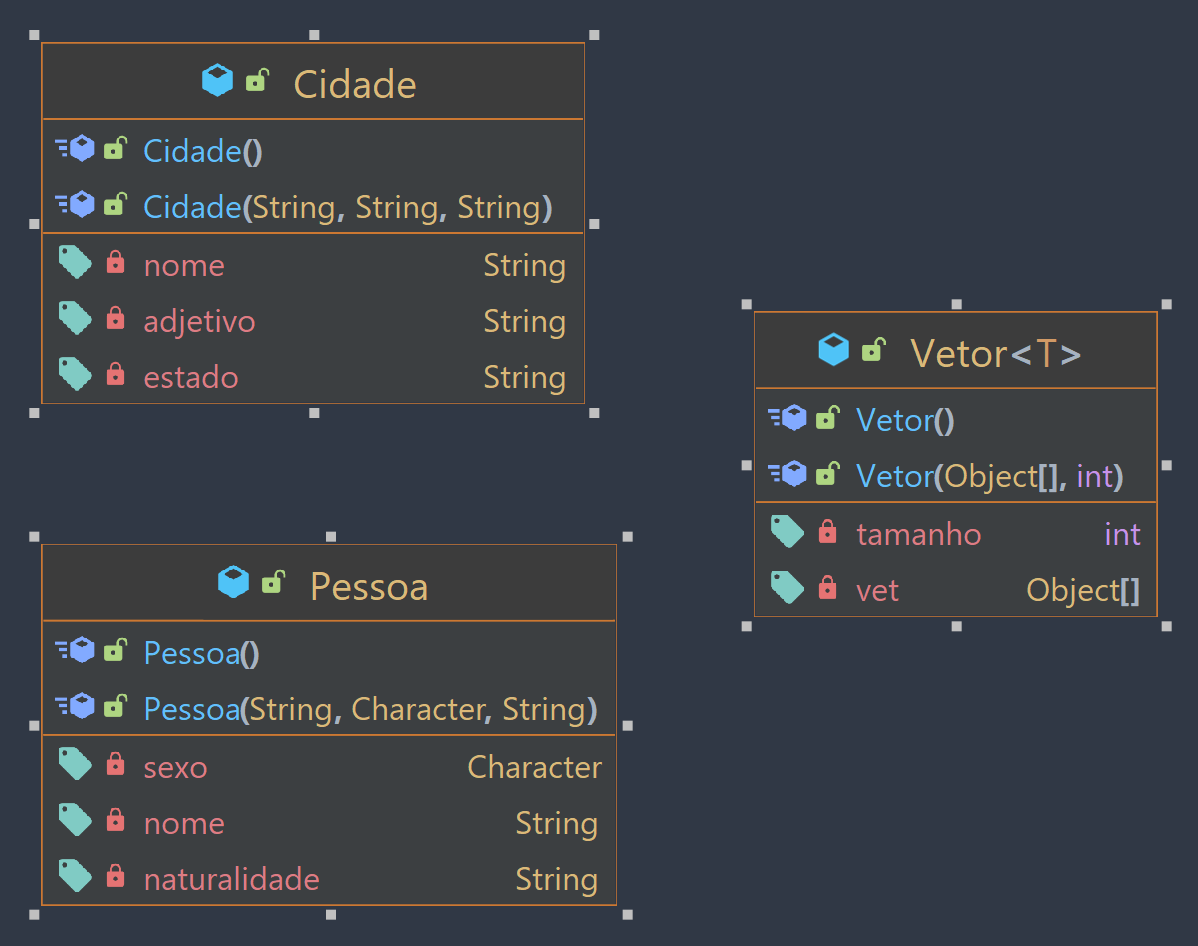 Cidade
Cidade()
Cidade(String, String, String)
nome String
adjetivo String
estado String
Vetor<T>
Vetor()
Vetor(Object[], int)
tamanho int
vet Object[]
Pessoa
Pessoa()
Pessoa(String, Character, String)
sexo Character
nome String
naturalidade String